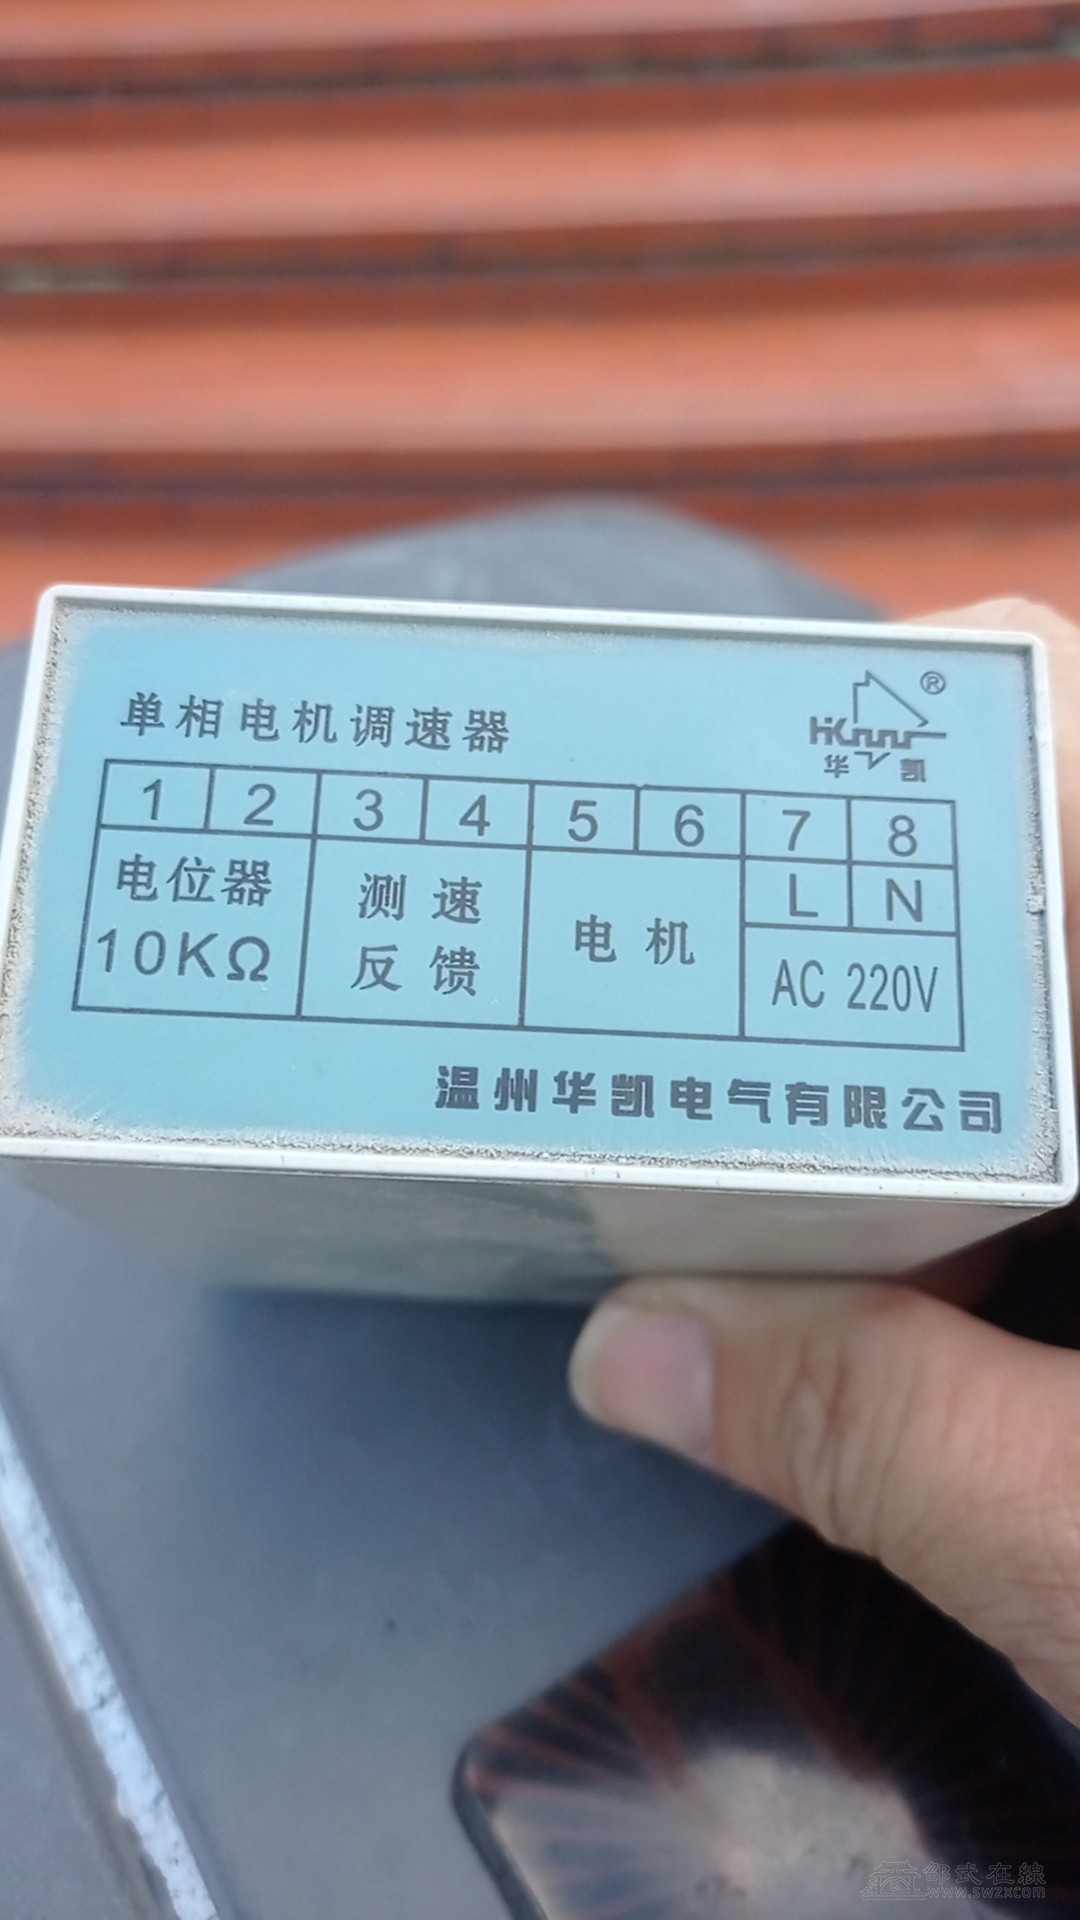 单相电机调速器
®
HK
华凯
1 2 3 4 5 6 7 8
电位器
10KΩ
测速
反馈
电机
L N
AC 220V
温州华凯电气有限公司
邵武在線
www.swzx.com